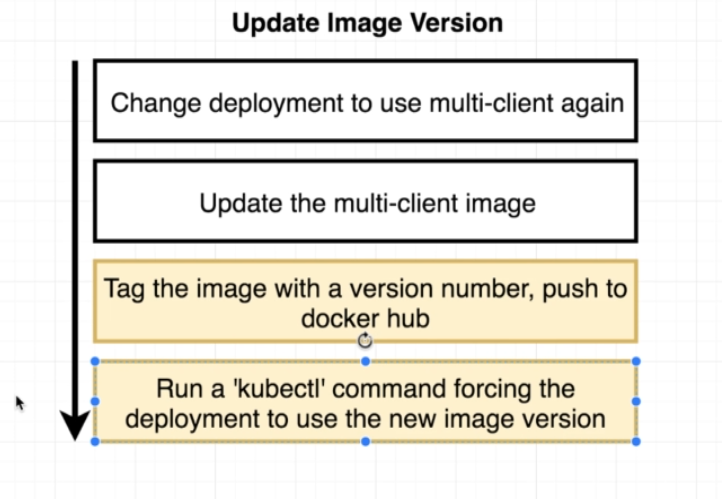 Update Image Version
Change deployment to use multi-client again
Update the multi-client image
Tag the image with a version number, push to
docker hub
Run a 'kubectl' command forcing the
deployment to use the new image version